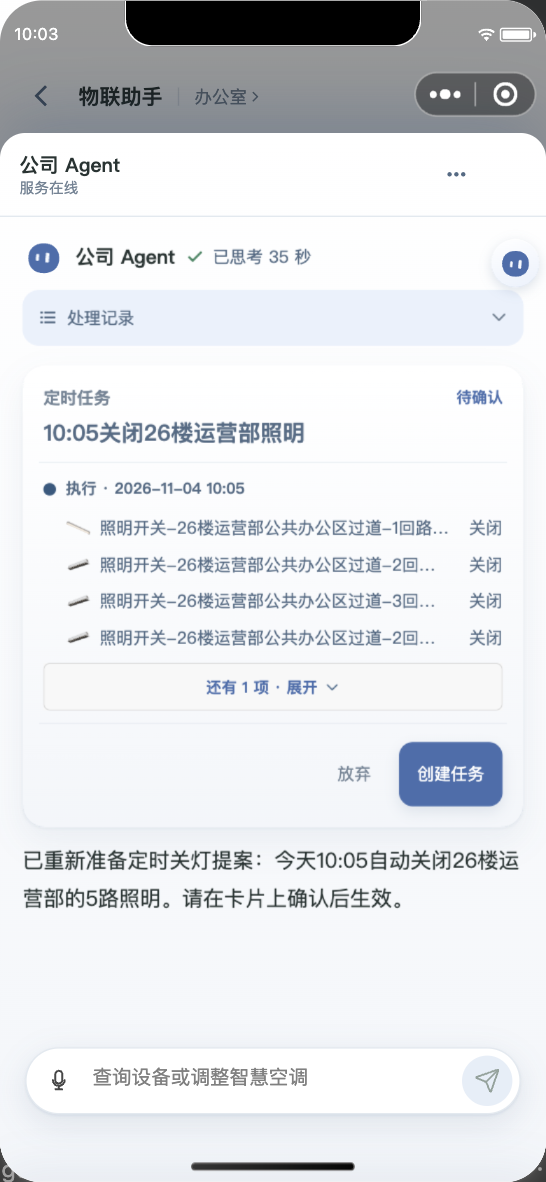 10:03
物联助手
办公室
公司 Agent
服务在线
公司 Agent 已思考 35 秒
处理记录
定时任务 待确认
10:05关闭26楼运营部照明
执行 · 2026-11-04 10:05
照明开关-26楼运营部公共办公区过道-1回路... 关闭
照明开关-26楼运营部公共办公区过道-2回... 关闭
照明开关-26楼运营部公共办公区过道-3回... 关闭
照明开关-26楼运营部公共办公区过道-2回... 关闭
还有 1 项 · 展开
放弃 创建任务
已重新准备定时关灯提案：今天10:05自动关闭26楼运
营部的5路照明。请在卡片上确认后生效。
查询设备或调整智慧空调